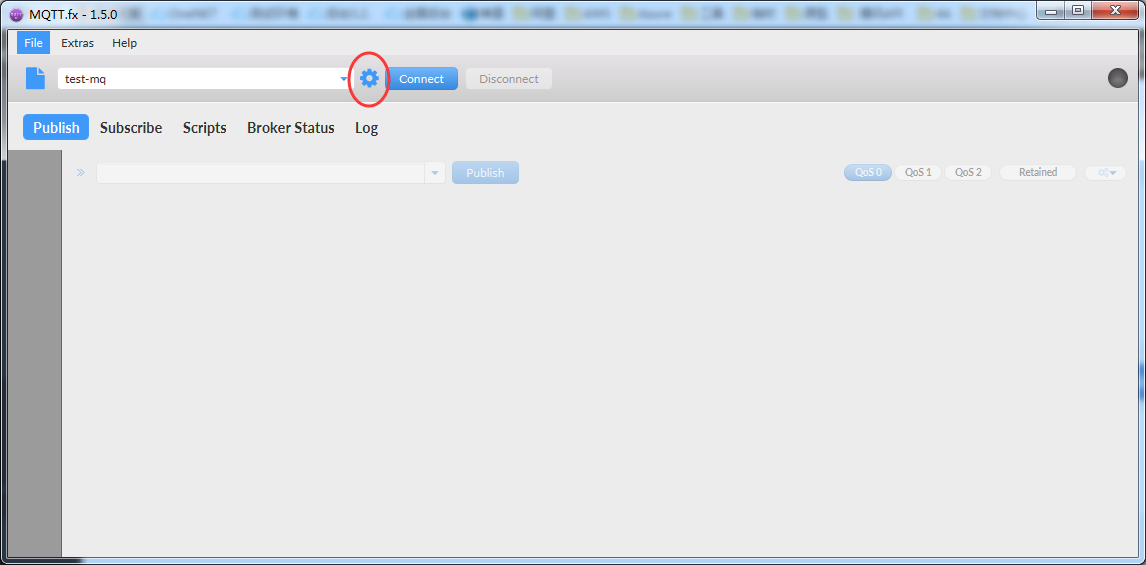 MQTT.fx - 1.5.0
File Extras Help
test-mq Connect Disconnect
Publish Subscribe Scripts Broker Status Log
Publish QoS 0 QoS 1 QoS 2 Retained